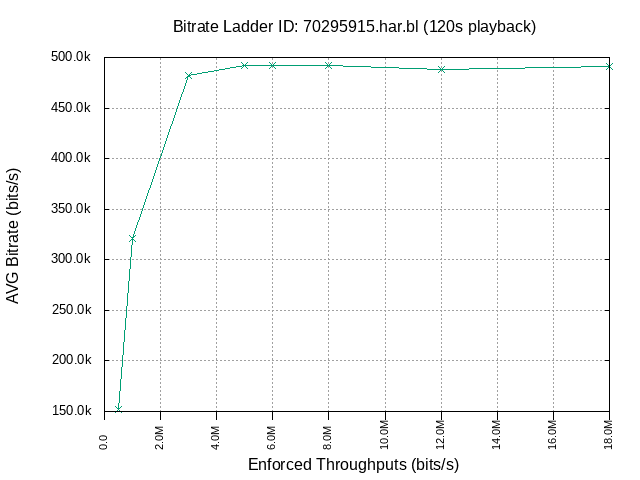 Bitrate Ladder ID: 70295915.har.bl (120s playback)
500.0k
450.0k
400.0k
350.0k
300.0k
250.0k
200.0k
150.0k
AVG Bitrate (bits/s)
0.0
2.0M
4.0M
6.0M
8.0M
10.0M
12.0M
14.0M
16.0M
18.0M
Enforced Throughputs (bits/s)